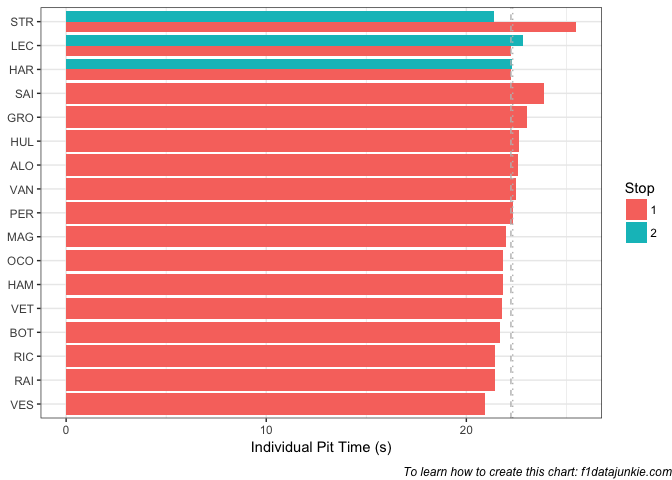 STR
LEC
HAR
SAI
GRO
HUL
ALO
VAN
PER
MAG
OCO
HAM
VET
BOT
RIC
RAI
VES
0 10 20
Individual Pit Time (s)
Stop
1
2
To learn how to create this chart: f1datajunkie.com